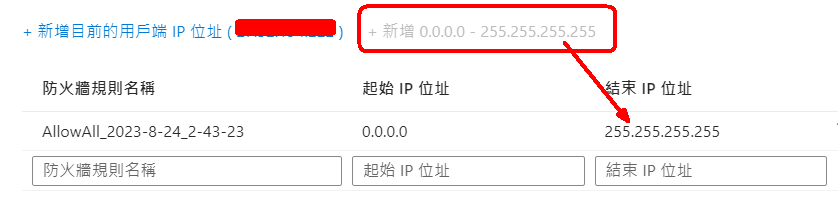 + 新增目前的用戶端 IP 位址 ( )
+ 新增 0.0.0.0 - 255.255.255.255
防火牆規則名稱 起始 IP 位址 結束 IP 位址
AllowAll_2023-8-24_2-43-23 0.0.0.0 255.255.255.255
防火牆規則名稱 起始 IP 位址 結束 IP 位址